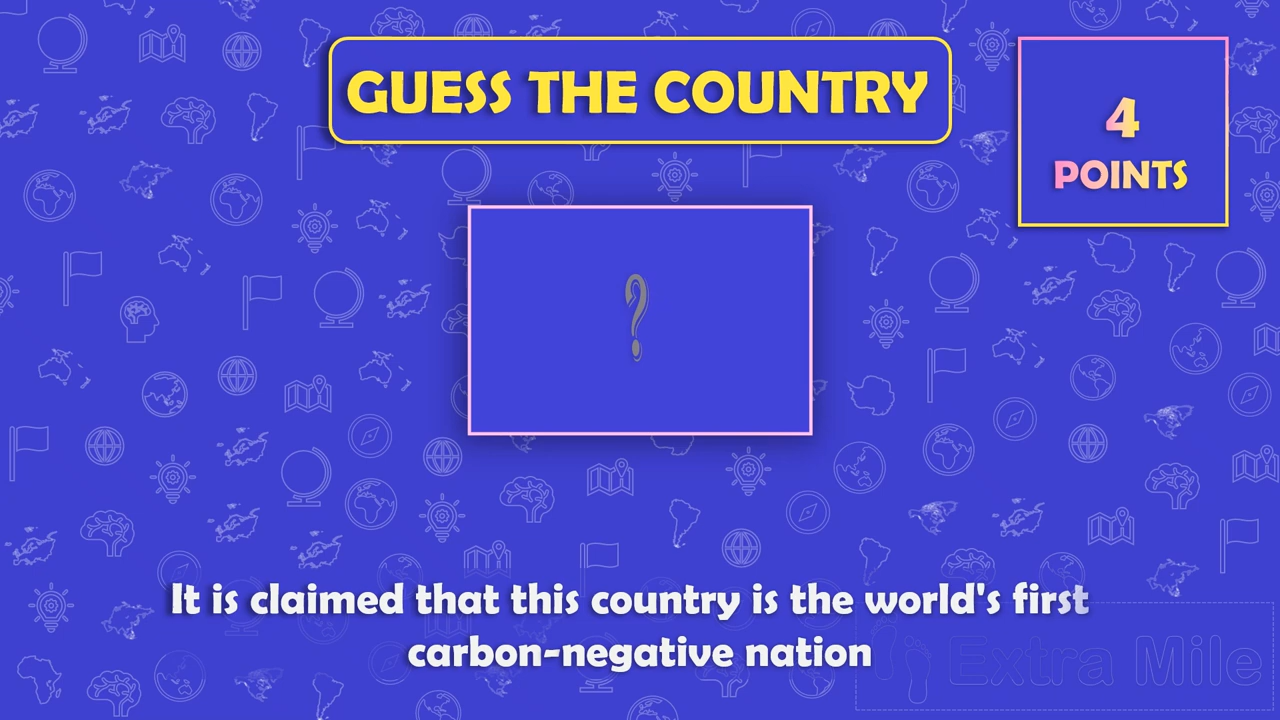 GUESS THE COUNTRY
4
POINTS
?
It is claimed that this country is the world's first
carbon-negative nation
Extra Mile